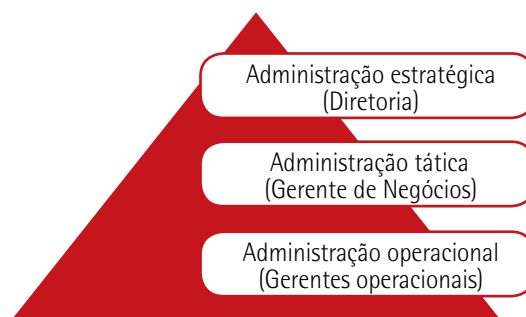 Administração estratégica
(Diretoria)
Administração tática
(Gerente de Negócios)
Administração operacional
(Gerentes operacionais)